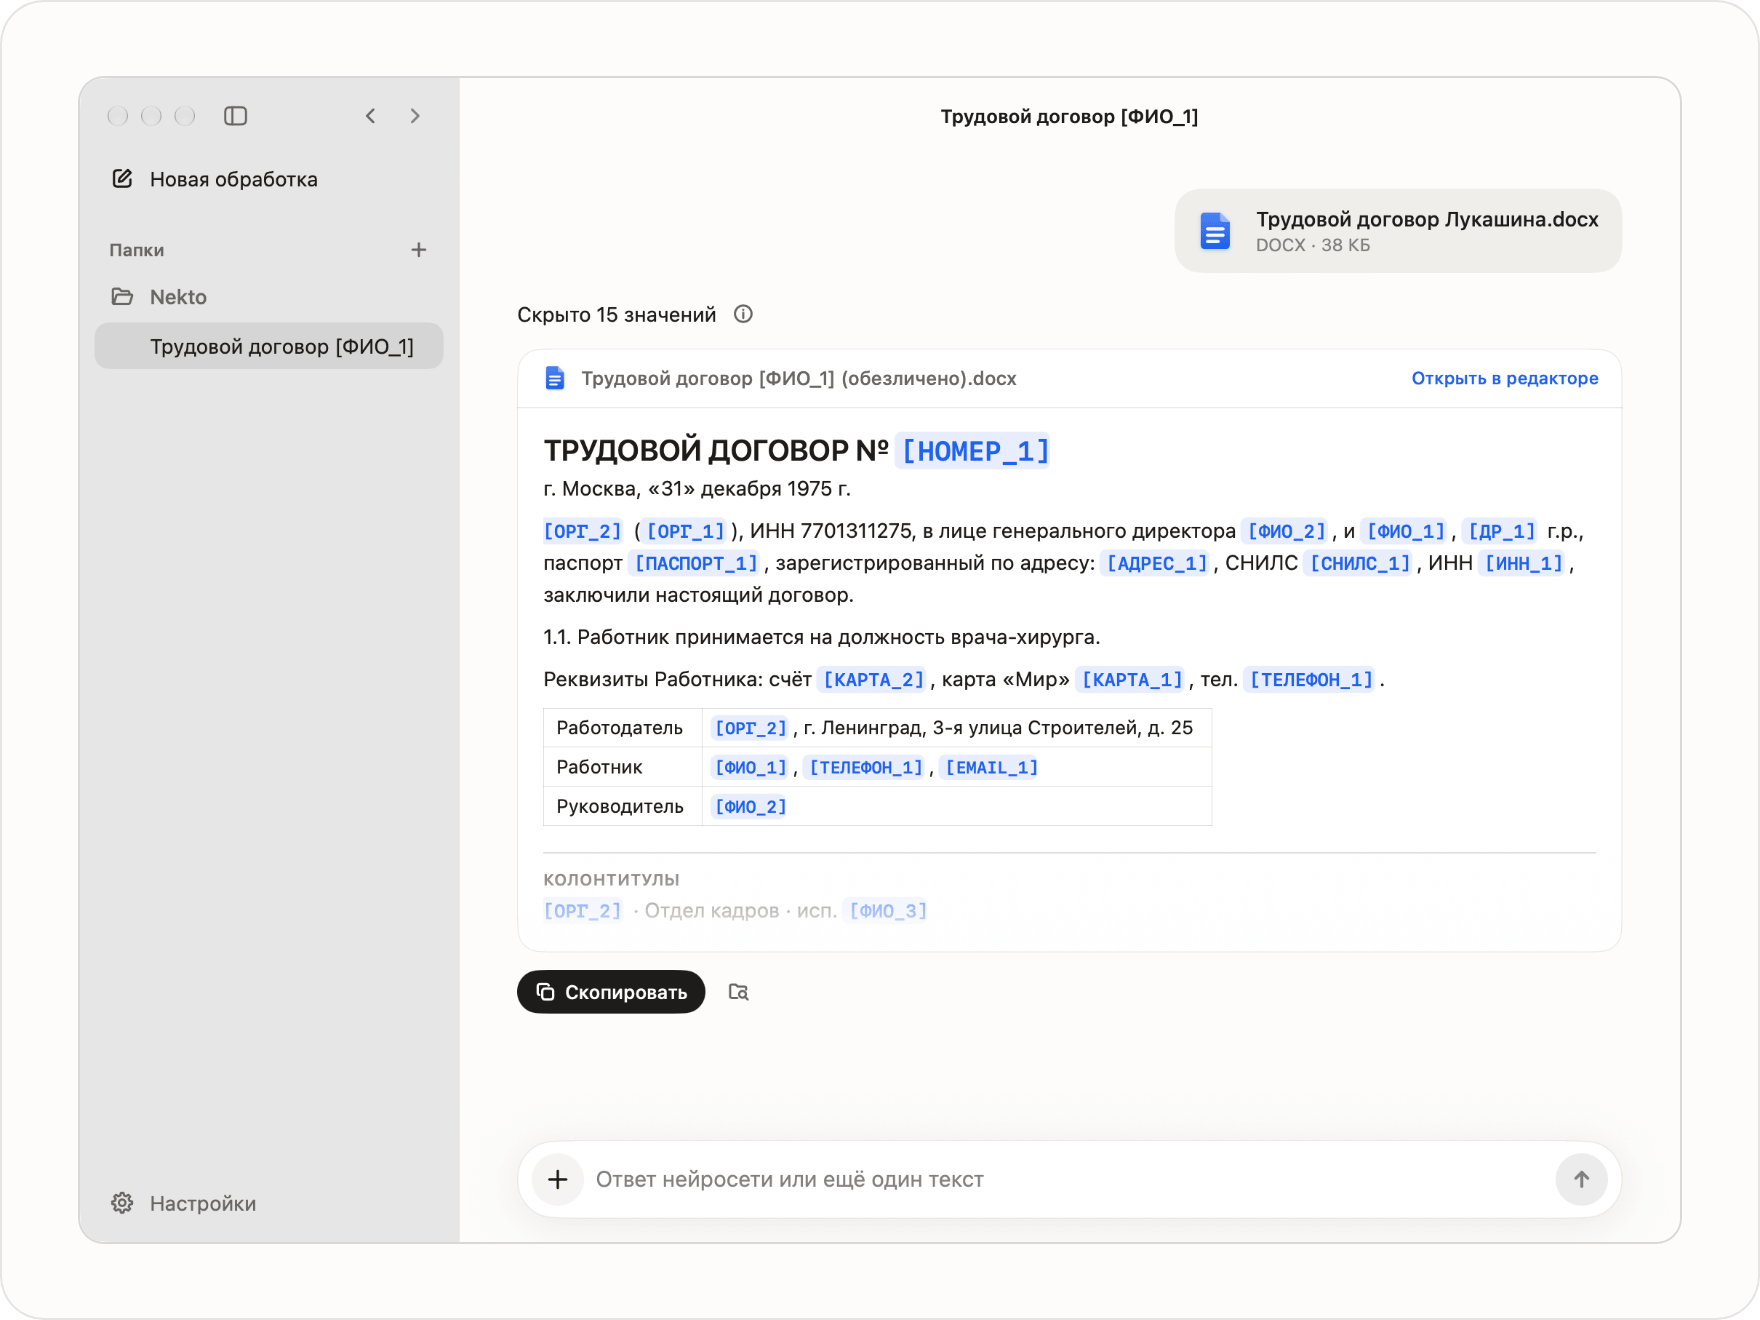 Трудовой договор [ФИО_1]
Новая обработка
Папки
Nekto
Трудовой договор [ФИО_1]
Настройки
Трудовой договор Лукашина.docx
DOCX · 38 КБ
Скрыто 15 значений
Трудовой договор [ФИО_1] (обезличено).docx
Открыть в редакторе
ТРУДОВОЙ ДОГОВОР № [НОМЕР_1]
г. Москва, «31» декабря 1975 г.
[ОРГ_2] ( [ОРГ_1] ), ИНН 7701311275, в лице генерального директора [ФИО_2] , и [ФИО_1] , [ДР_1] г.р.,
паспорт [ПАСПОРТ_1] , зарегистрированный по адресу: [АДРЕС_1] , СНИЛС [СНИЛС_1] , ИНН [ИНН_1] ,
заключили настоящий договор.
1.1. Работник принимается на должность врача-хирурга.
Реквизиты Работника: счёт [КАРТА_2] , карта «Мир» [КАРТА_1] , тел. [ТЕЛЕФОН_1] .
Работодатель [ОРГ_2] , г. Ленинград, 3-я улица Строителей, д. 25
Работник [ФИО_1] , [ТЕЛЕФОН_1] , [EMAIL_1]
Руководитель [ФИО_2]
КОЛОНТИТУЛЫ
[ОРГ_2] · Отдел кадров · исп. [ФИО_3]
Скопировать
Ответ нейросети или ещё один текст